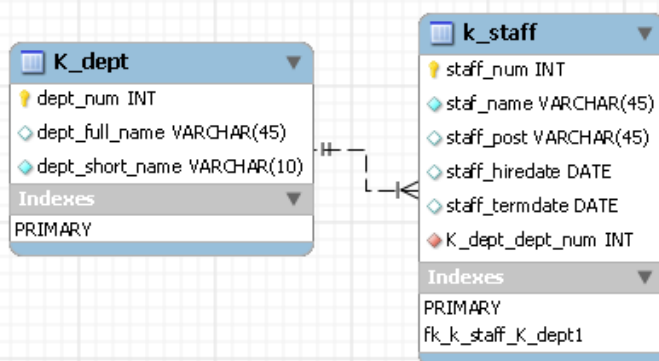 K_dept
dept_num INT
dept_full_name VARCHAR(45)
dept_short_name VARCHAR(10)
Indexes
PRIMARY
k_staff
staff_num INT
staf_name VARCHAR(45)
staff_post VARCHAR(45)
staff_hiredate DATE
staff_termdate DATE
K_dept_dept_num INT
Indexes
PRIMARY
fk_k_staff_K_dept1